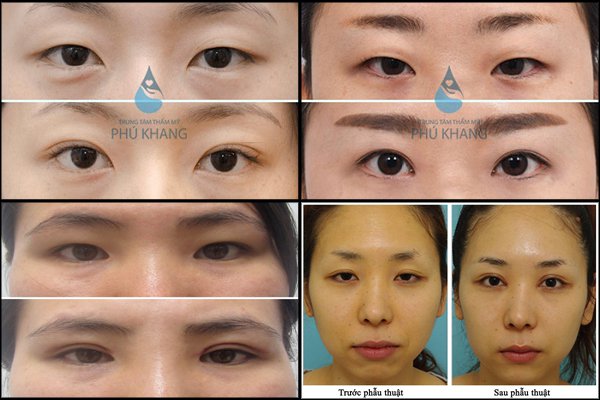 TRUNG TÂM THẨM MỸ
PHÚ KHANG
TRUNG TÂM THẨM MỸ
PHÚ KHANG
Trước phẫu thuật
Sau phẫu thuật